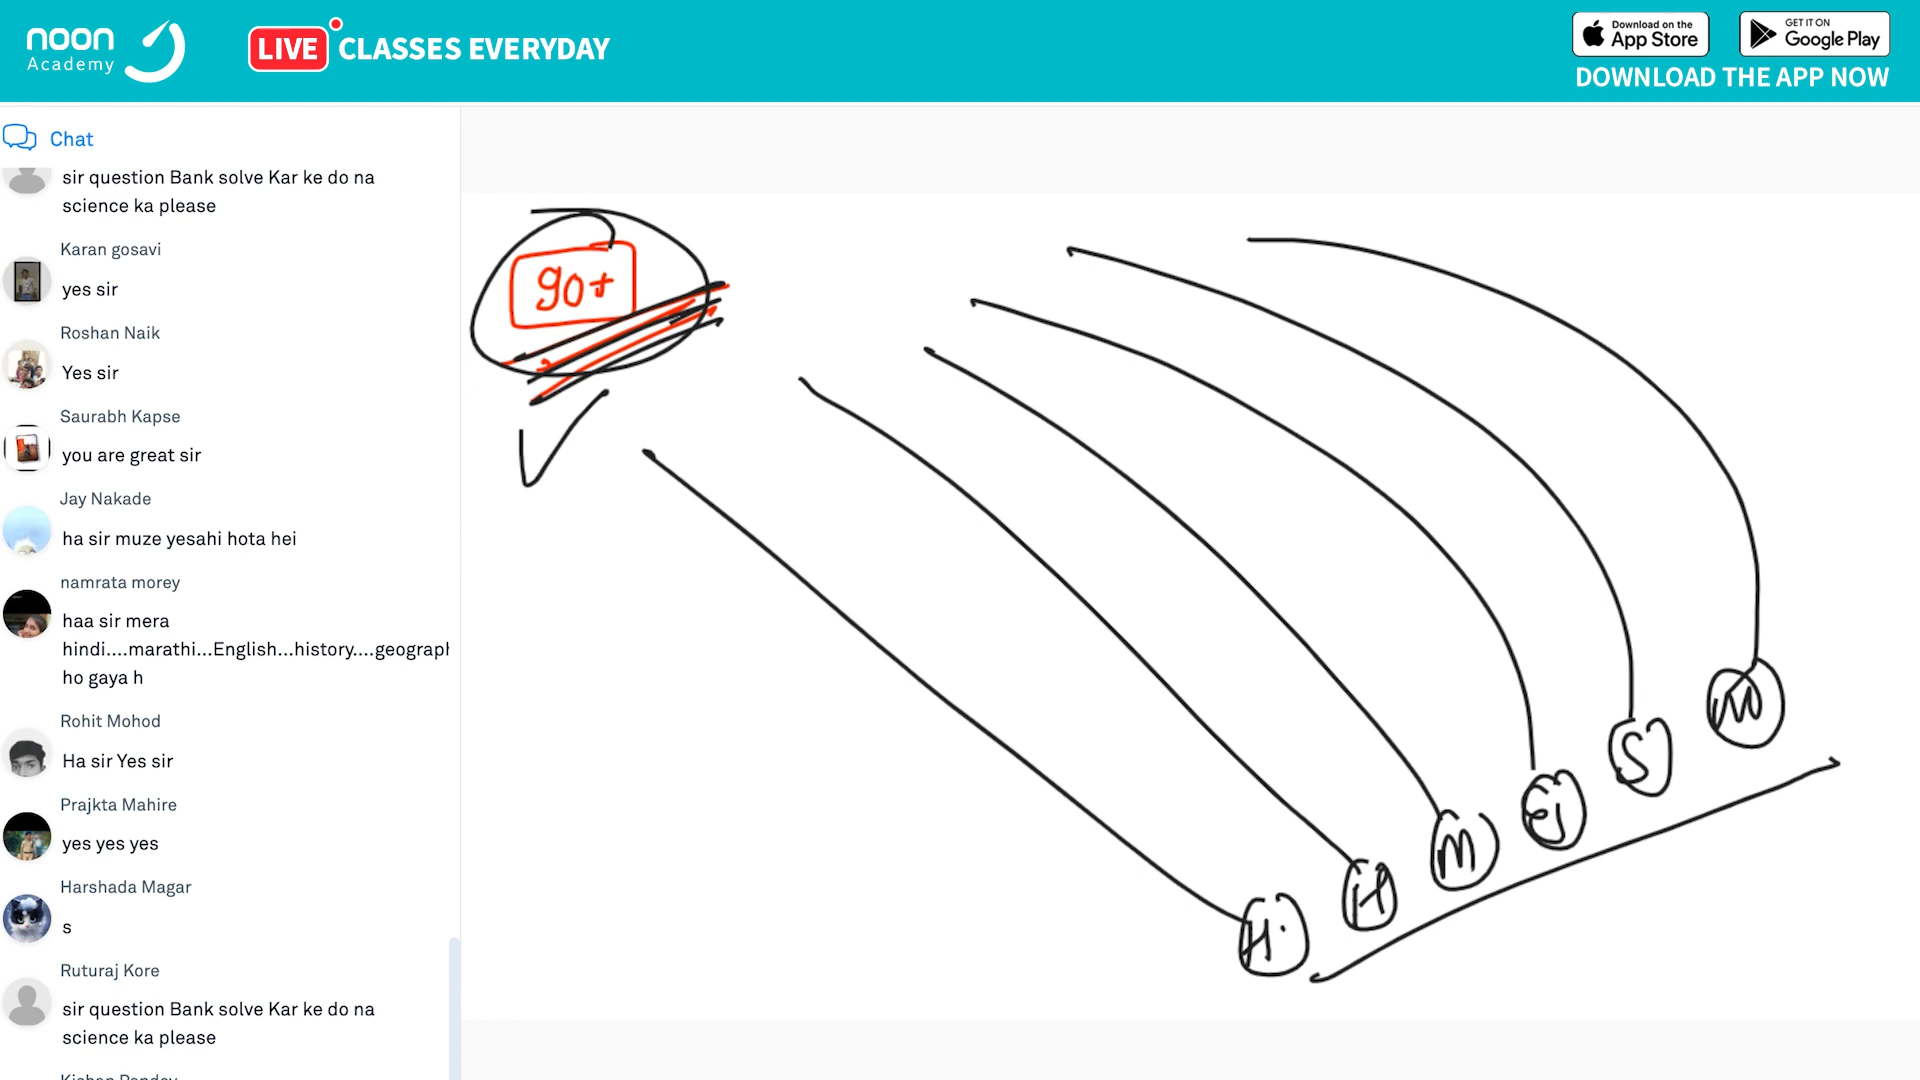 noon
Academy
LIVE CLASSES EVERYDAY
Download on the
App Store
GET IT ON
Google Play
DOWNLOAD THE APP NOW
Chat
sir question Bank solve Kar ke do na
science ka please
Karan gosavi
yes sir
Roshan Naik
Yes sir
Saurabh Kapse
you are great sir
Jay Nakade
ha sir muze yesahi hota hei
namrata morey
haa sir mera
hindi....marathi...English...history....geograph
ho gaya h
Rohit Mohod
Ha sir Yes sir
Prajkta Mahire
yes yes yes
Harshada Magar
s
Ruturaj Kore
sir question Bank solve Kar ke do na
science ka please
90+
M
S
E
M
H
H